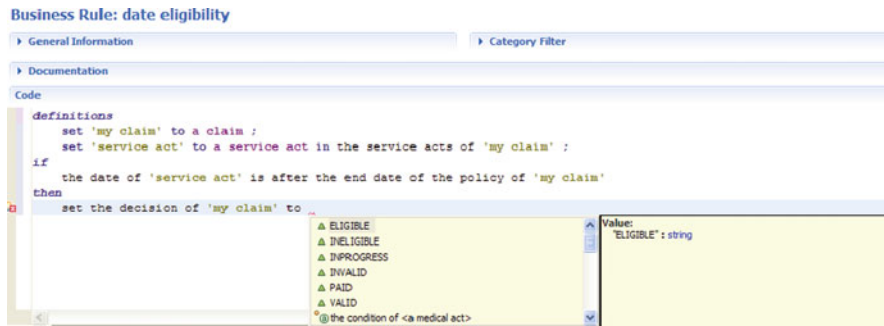 Business Rule: date eligibility
General Information
Category Filter
Documentation
Code
definitions
set 'my claim' to a claim ;
set 'service act' to a service act in the service acts of 'my claim' ;
if
the date of 'service act' is after the end date of the policy of 'my claim'
then
set the decision of 'my claim' to
ELIGIBLE
INELIGIBLE
INPROGRESS
INVALID
PAID
VALID
the condition of <a medical act>
Value:
"ELIGIBLE" : string